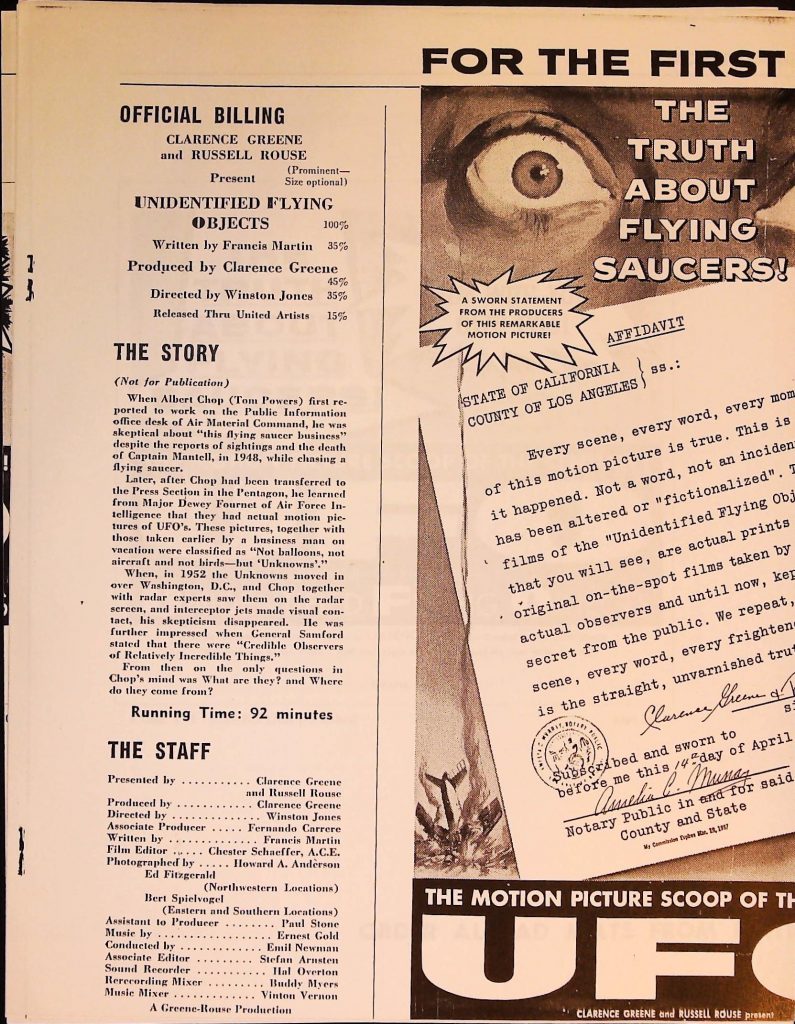 OFFICIAL BILLING
CLARENCE GREENE
and RUSSELL ROUSE
Present (Prominent—
Size optional)
UNIDENTIFIED FLYING
OBJECTS 100%
Written by Francis Martin 35%
Produced by Clarence Greene
45%
Directed by Winston Jones 35%
Released Thru United Artists 15%
THE STORY
(Not for Publication)
When Albert Chop (Tom Powers) first re-
ported to work on the Public Information
office desk of Air Material Command, he was
skeptical about "this flying saucer business"
despite the reports of sightings and the death
of Captain Mantell, in 1948, while chasing a
flying saucer.
Later, after Chop had been transferred to
the Press Section in the Pentagon, he learned
from Major Dewey Fournet of Air Force In-
telligence that they had actual motion pic-
tures of UFO's. These pictures, together with
those taken earlier by a business man on
vacation were classified as "Not balloons, not
aircraft and not birds—but 'Unknowns'."
When, in 1952 the Unknowns moved in
over Washington, D.C., and Chop together
with radar experts saw them on the radar
screen, and interceptor jets made visual con-
tact, his skepticism disappeared. He was
further impressed when General Samford
stated that there were "Credible Observers
of Relatively Incredible Things."
From then on the only questions in
Chop's mind was What are they? and Where
do they come from?
Running Time: 92 minutes
THE STAFF
Presented by ........... Clarence Greene
and Russell Rouse
Produced by ............ Clarence Greene
Directed by ............. Winston Jones
Associate Producer ..... Fernando Carrere
Written by .............. Francis Martin
Film Editor ..... Chester Schaeffer, A.C.E.
Photographed by ..... Howard A. Anderson
Ed Fitzgerald
(Northwestern Locations)
Bert Spielvogel
(Eastern and Southern Locations)
Assistant to Producer ........ Paul Stone
Music by .................... Ernest Gold
Conducted by ............. Emil Newman
Associate Editor .......... Stefan Arnsten
Sound Recorder ........... Hal Overton
Rerecording Mixer ......... Buddy Myers
Music Mixer ............. Vinton Vernon
A Greene-Rouse Production
FOR THE FIRST
THE
TRUTH
ABOUT
FLYING
SAUCERS!
A SWORN STATEMENT
FROM THE PRODUCERS
OF THIS REMARKABLE
MOTION PICTURE!
AFFIDAVIT
STATE OF CALIFORNIA
COUNTY OF LOS ANGELES } ss.:
Every scene, every word, every mom
of this motion picture is true. This is
it happened. Not a word, not an inciden
has been altered or "fictionalized". T
films of the "Unidentified Flying Obj
that you will see, are actual prints
original on-the-spot films taken by
actual observers and until now, kep
secret from the public. We repeat,
scene, every word, every frighten
is the straight, unvarnished trut
Clarence Greene & R
si
Subscribed and sworn to
before me this 14th day of April
Amelia C. Murray
Notary Public in and for said
County and State
My Commission Expires Mar. 28, 1957
THE MOTION PICTURE SCOOP OF TH
UFO
CLARENCE GREENE and RUSSELL ROUSE present